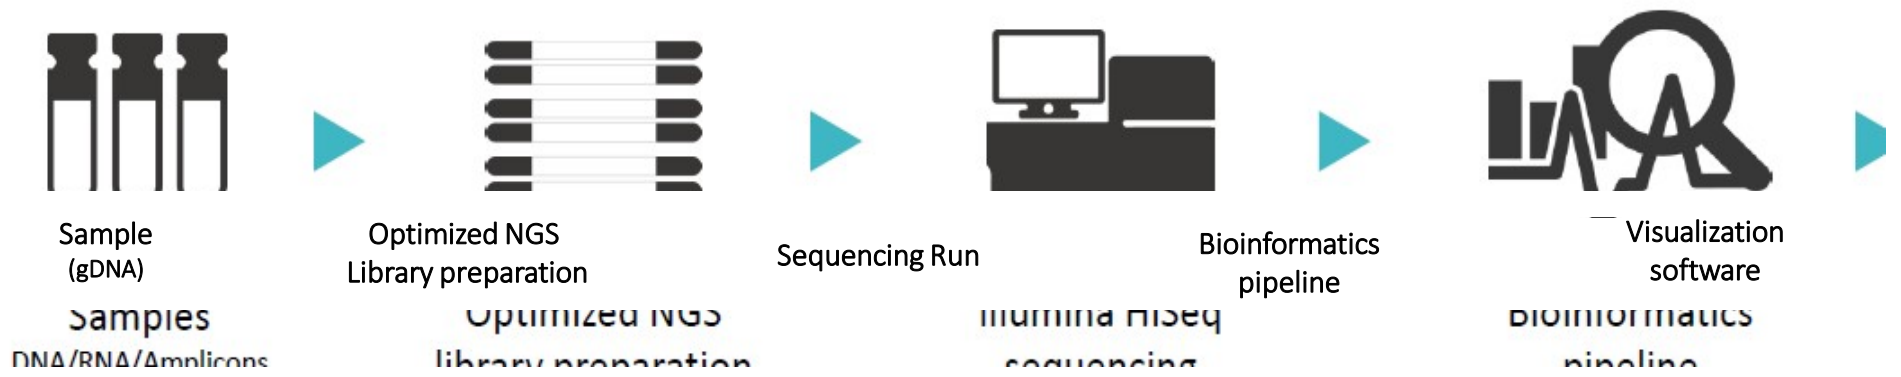 Sample
(gDNA)
Optimized NGS
Library preparation
Sequencing Run
Bioinformatics
pipeline
Visualization
software
Samples
DNA/RNA/Amplicons
Optimized NGS
library preparation
Illumina HiSeq
sequencing
Bioinformatics
pipeline